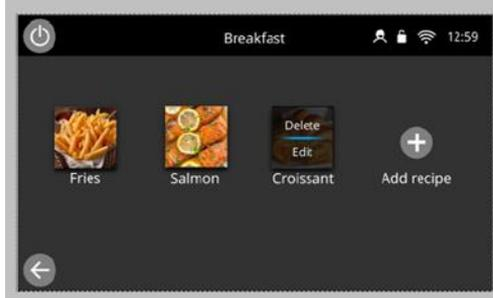 Breakfast
12:59
Delete
Edit
Fries
Salmon
Croissant
Add recipe